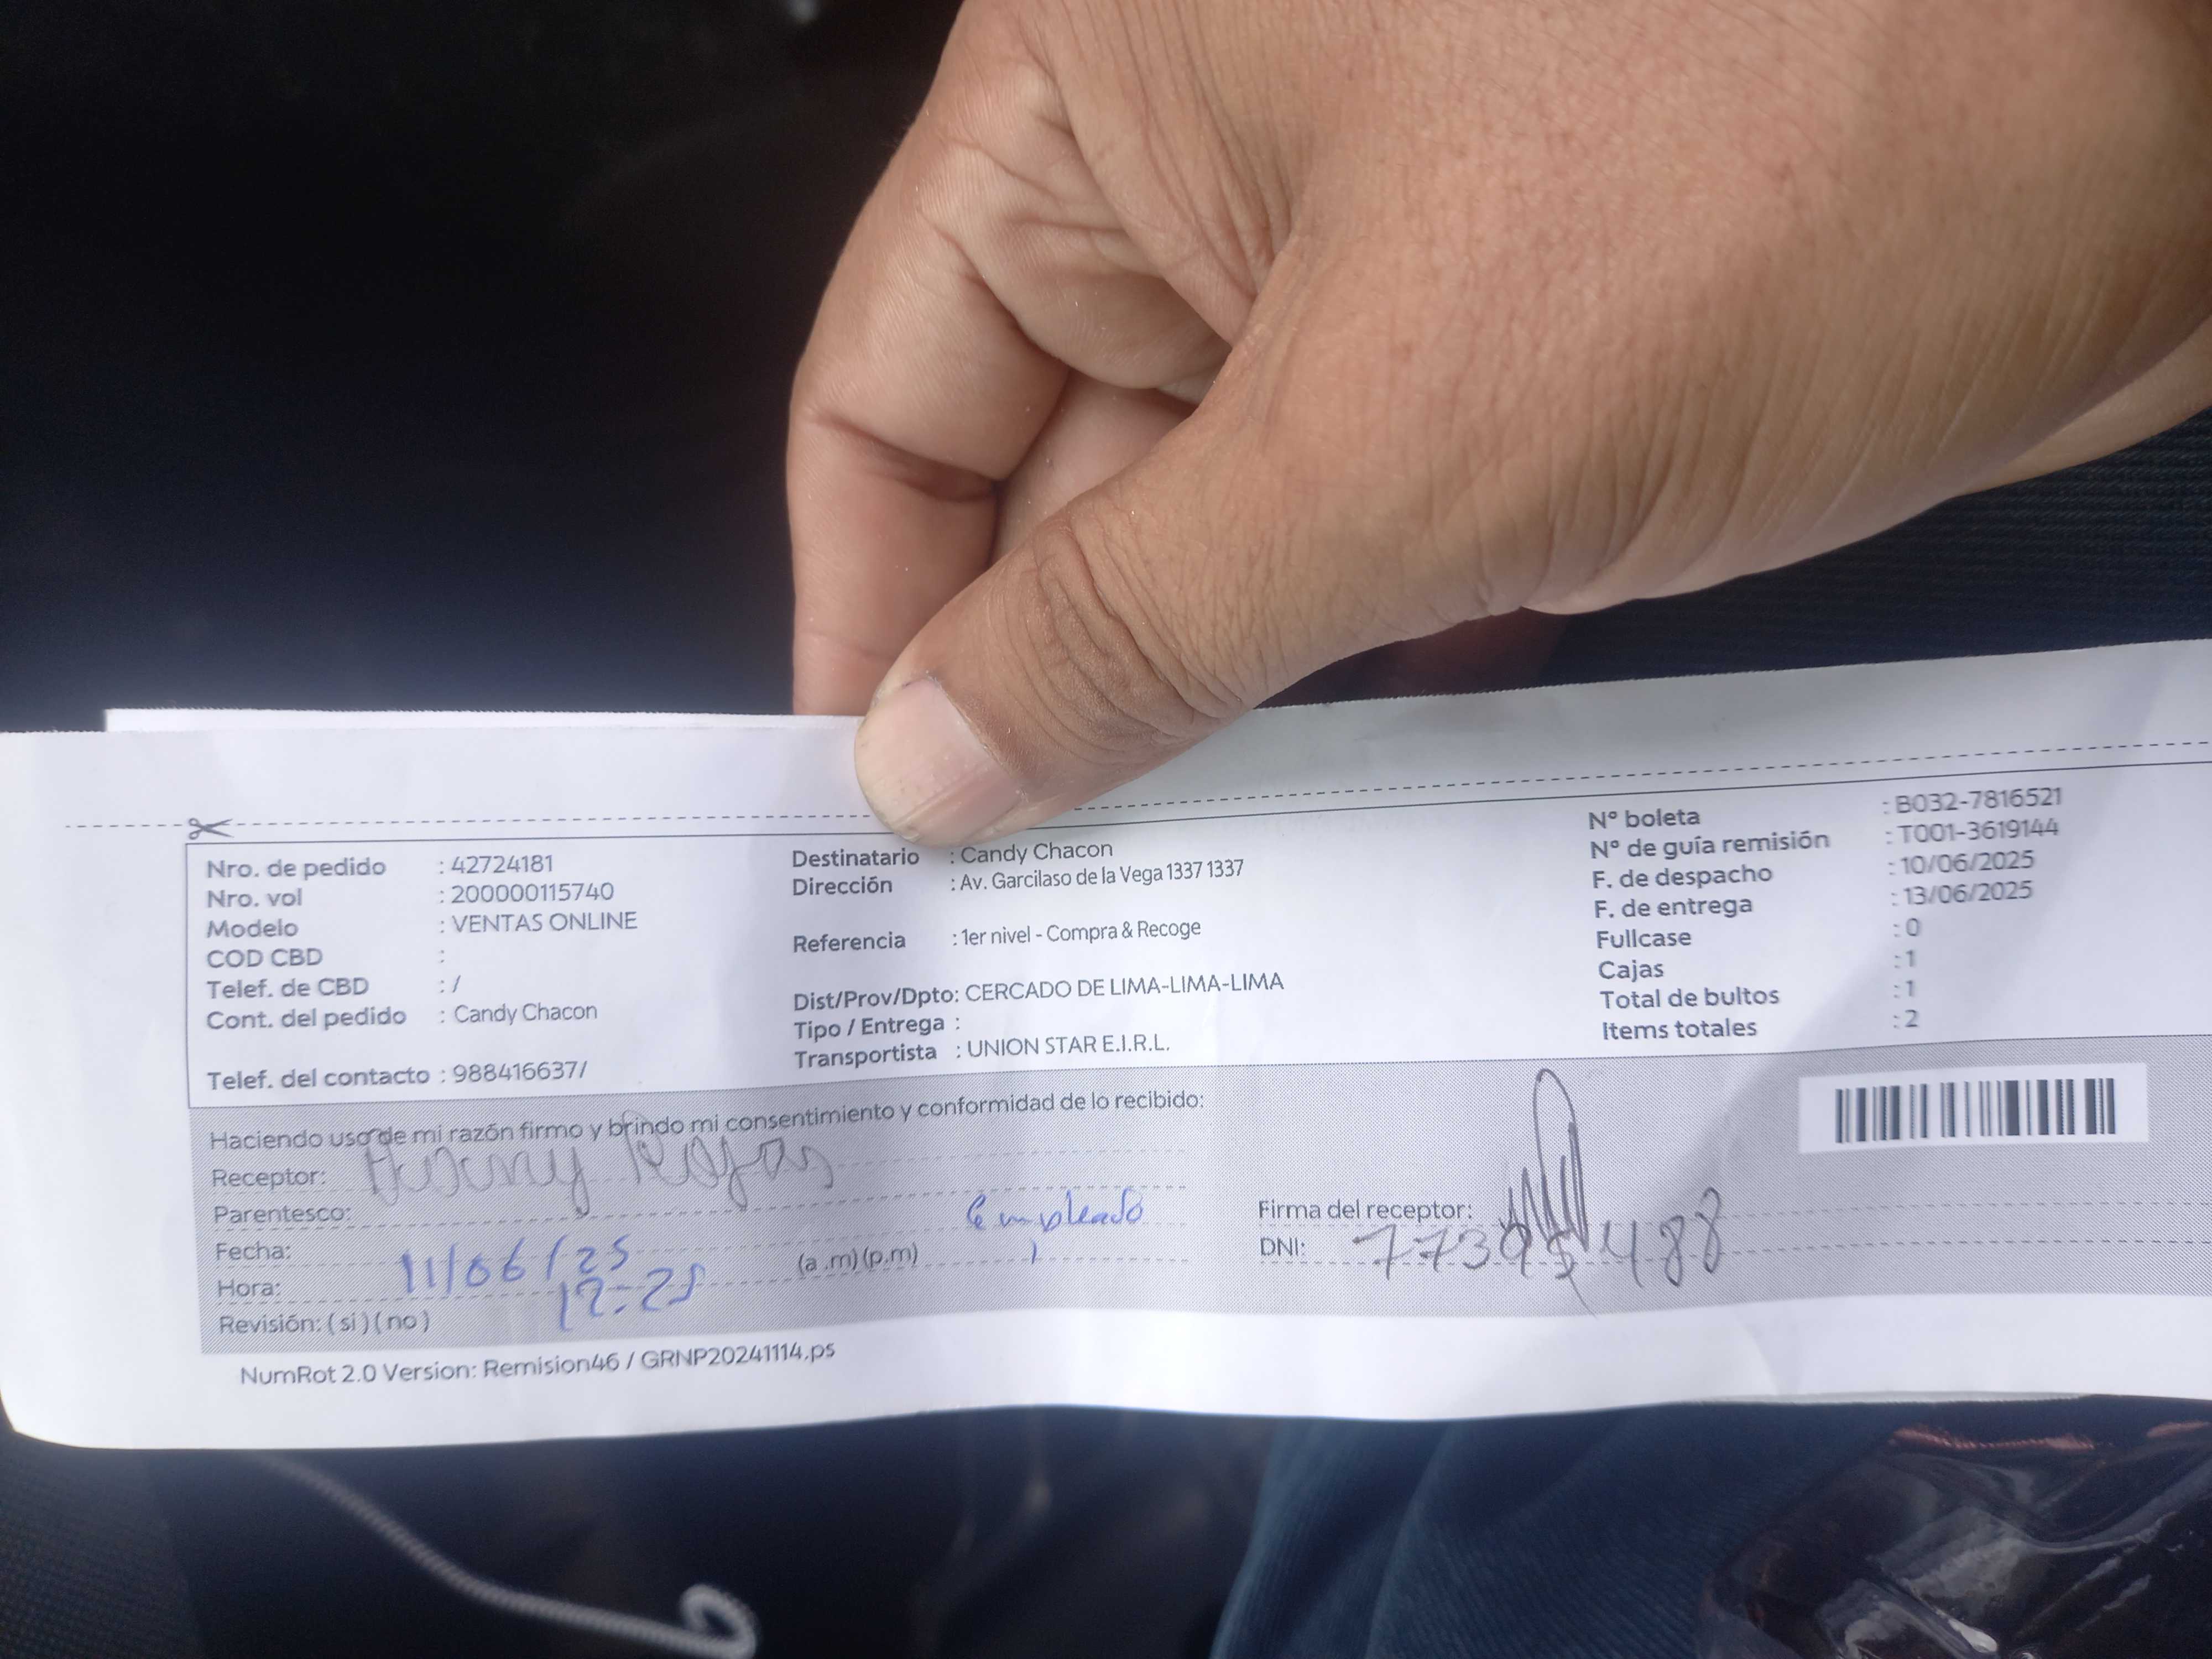 Nro. de pedido : 42724181
Nro. vol : 200000115740
Modelo : VENTAS ONLINE
COD CBD :
Telef. de CBD : /
Cont. del pedido : Candy Chacon
Telef. del contacto : 988416637/
Destinatario : Candy Chacon
Dirección : Av. Garcilaso de la Vega 1337 1337
Referencia : 1er nivel - Compra & Recoge
Dist/Prov/Dpto: CERCADO DE LIMA-LIMA-LIMA
Tipo / Entrega :
Transportista : UNION STAR E.I.R.L.
N° boleta : B032-7816521
N° de guía remisión : T001-3619144
F. de despacho : 10/06/2025
F. de entrega : 13/06/2025
Fullcase : 0
Cajas : 1
Total de bultos : 1
Items totales : 2
Haciendo uso de mi razón firmo y brindo mi consentimiento y conformidad de lo recibido:
Receptor: Rojas
Parentesco: Empleado
Fecha: 11/06/25
Hora: 12:25 (a.m) (p.m)
Revisión: ( si ) ( no )
Firma del receptor:
DNI:
NumRot 2.0 Version: Remision46 / GRNP20241114.ps